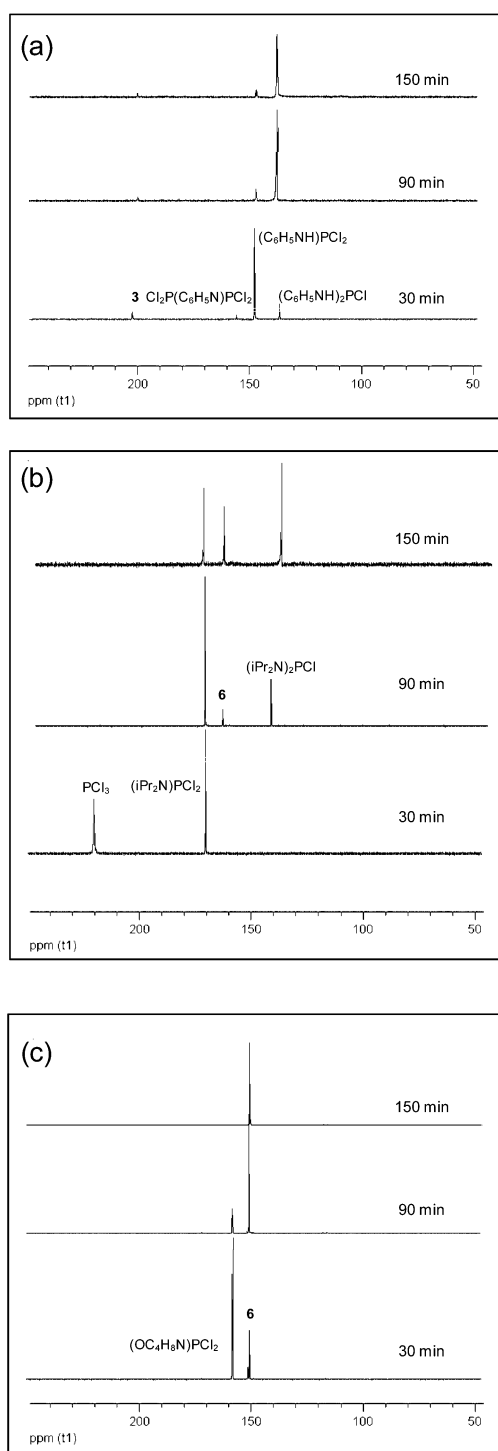 (a)
150 min
90 min
(C₆H₅NH)PCl₂
3 Cl₂P(C₆H₅N)PCl₂ (C₆H₅NH)₂PCl
30 min
200 150 100 50
ppm (t1)
(b)
150 min
(iPr₂N)₂PCl
6 90 min
PCl₃ (iPr₂N)PCl₂
30 min
200 150 100 50
ppm (t1)
(c)
150 min
90 min
6
(OC₄H₈N)PCl₂
30 min
200 150 100 50
ppm (t1)